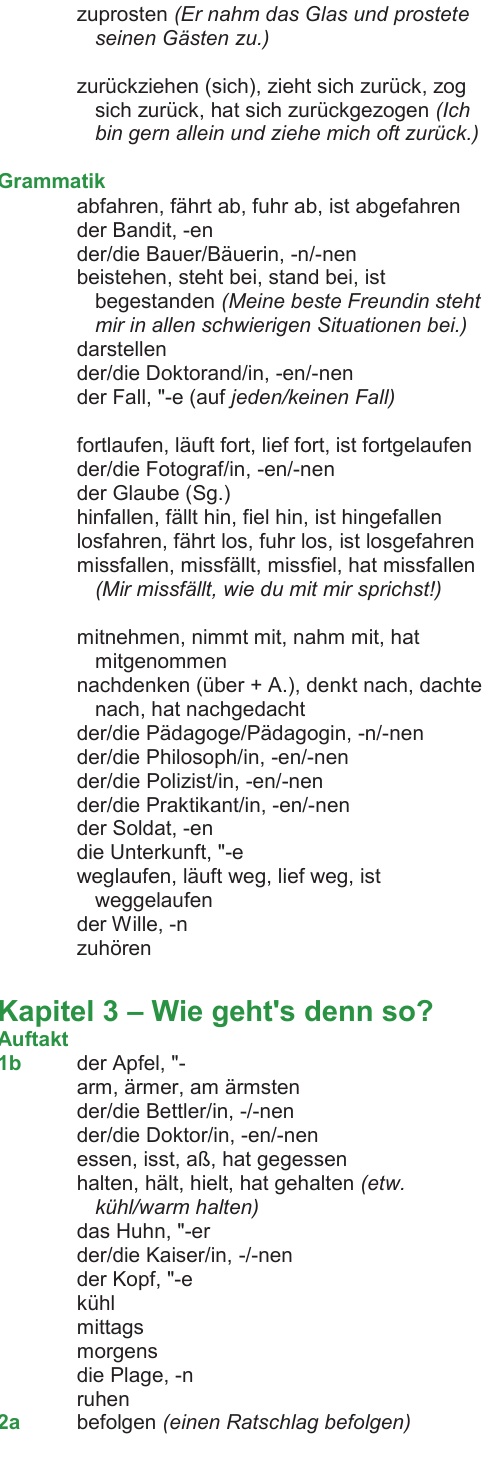 zuprosten (Er nahm das Glas und prostete
seinen Gästen zu.)
zurückziehen (sich), zieht sich zurück, zog
sich zurück, hat sich zurückgezogen (Ich
bin gern allein und ziehe mich oft zurück.)
Grammatik
abfahren, fährt ab, fuhr ab, ist abgefahren
der Bandit, -en
der/die Bauer/Bäuerin, -n/-nen
beistehen, steht bei, stand bei, ist
begestanden (Meine beste Freundin steht
mir in allen schwierigen Situationen bei.)
darstellen
der/die Doktorand/in, -en/-nen
der Fall, "-e (auf jeden/keinen Fall)
fortlaufen, läuft fort, lief fort, ist fortgelaufen
der/die Fotograf/in, -en/-nen
der Glaube (Sg.)
hinfallen, fällt hin, fiel hin, ist hingefallen
losfahren, fährt los, fuhr los, ist losgefahren
missfallen, missfällt, missfiel, hat missfallen
(Mir missfällt, wie du mit mir sprichst!)
mitnehmen, nimmt mit, nahm mit, hat
mitgenommen
nachdenken (über + A.), denkt nach, dachte
nach, hat nachgedacht
der/die Pädagoge/Pädagogin, -n/-nen
der/die Philosoph/in, -en/-nen
der/die Polizist/in, -en/-nen
der/die Praktikant/in, -en/-nen
der Soldat, -en
die Unterkunft, "-e
weglaufen, läuft weg, lief weg, ist
weggelaufen
der Wille, -n
zuhören
Kapitel 3 – Wie geht's denn so?
Auftakt
1b der Apfel, "-
arm, ärmer, am ärmsten
der/die Bettler/in, -/-nen
der/die Doktor/in, -en/-nen
essen, isst, aß, hat gegessen
halten, hält, hielt, hat gehalten (etw.
kühl/warm halten)
das Huhn, "-er
der/die Kaiser/in, -/-nen
der Kopf, "-e
kühl
mittags
morgens
die Plage, -n
ruhen
2a befolgen (einen Ratschlag befolgen)